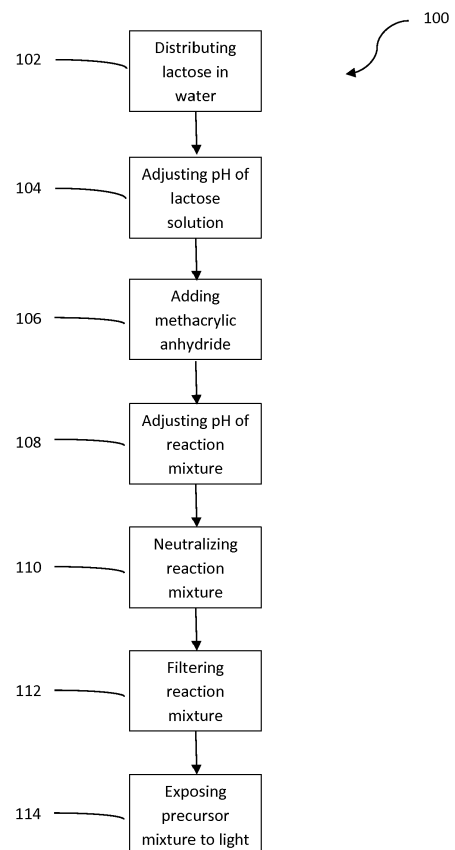 100
102
Distributing
lactose in
water
104
Adjusting pH of
lactose
solution
106
Adding
methacrylic
anhydride
108
Adjusting pH of
reaction
mixture
110
Neutralizing
reaction
mixture
112
Filtering
reaction
mixture
114
Exposing
precursor
mixture to light